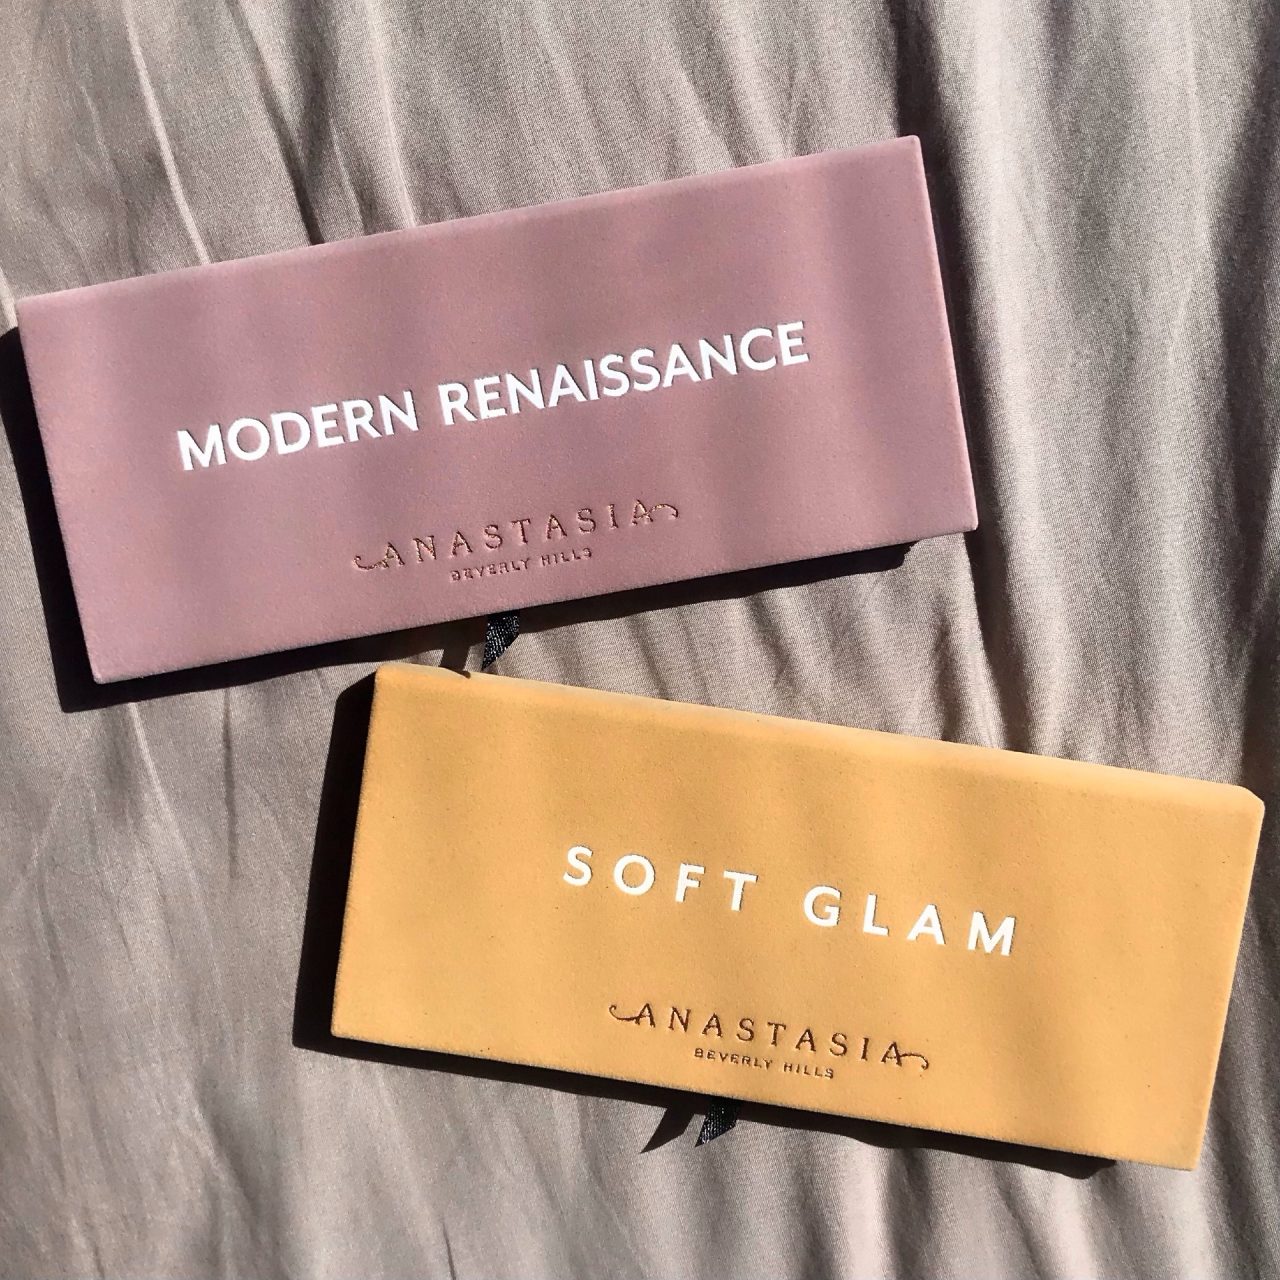 MODERN RENAISSANCE
ANASTASIA
BEVERLY HILLS
SOFT GLAM
ANASTASIA
BEVERLY HILLS